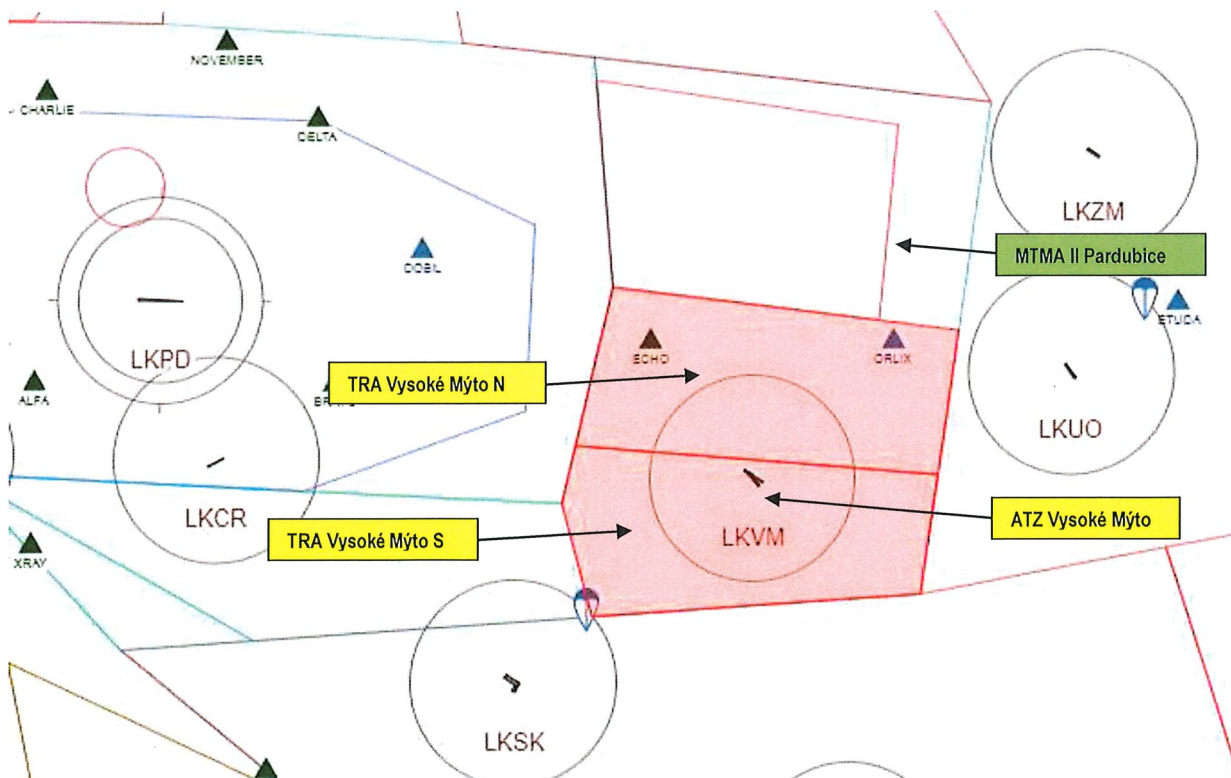 NOVEMBER
CHARLIE
DELTA
LKZM
MTMA II Pardubice
DOBIL
ETUDA
ECHO
ORLIX
LKPD
TRA Vysoké Mýto N
ALFA
LKUO
LKCR
ATZ Vysoké Mýto
TRA Vysoké Mýto S
LKVM
XRAY
LKSK